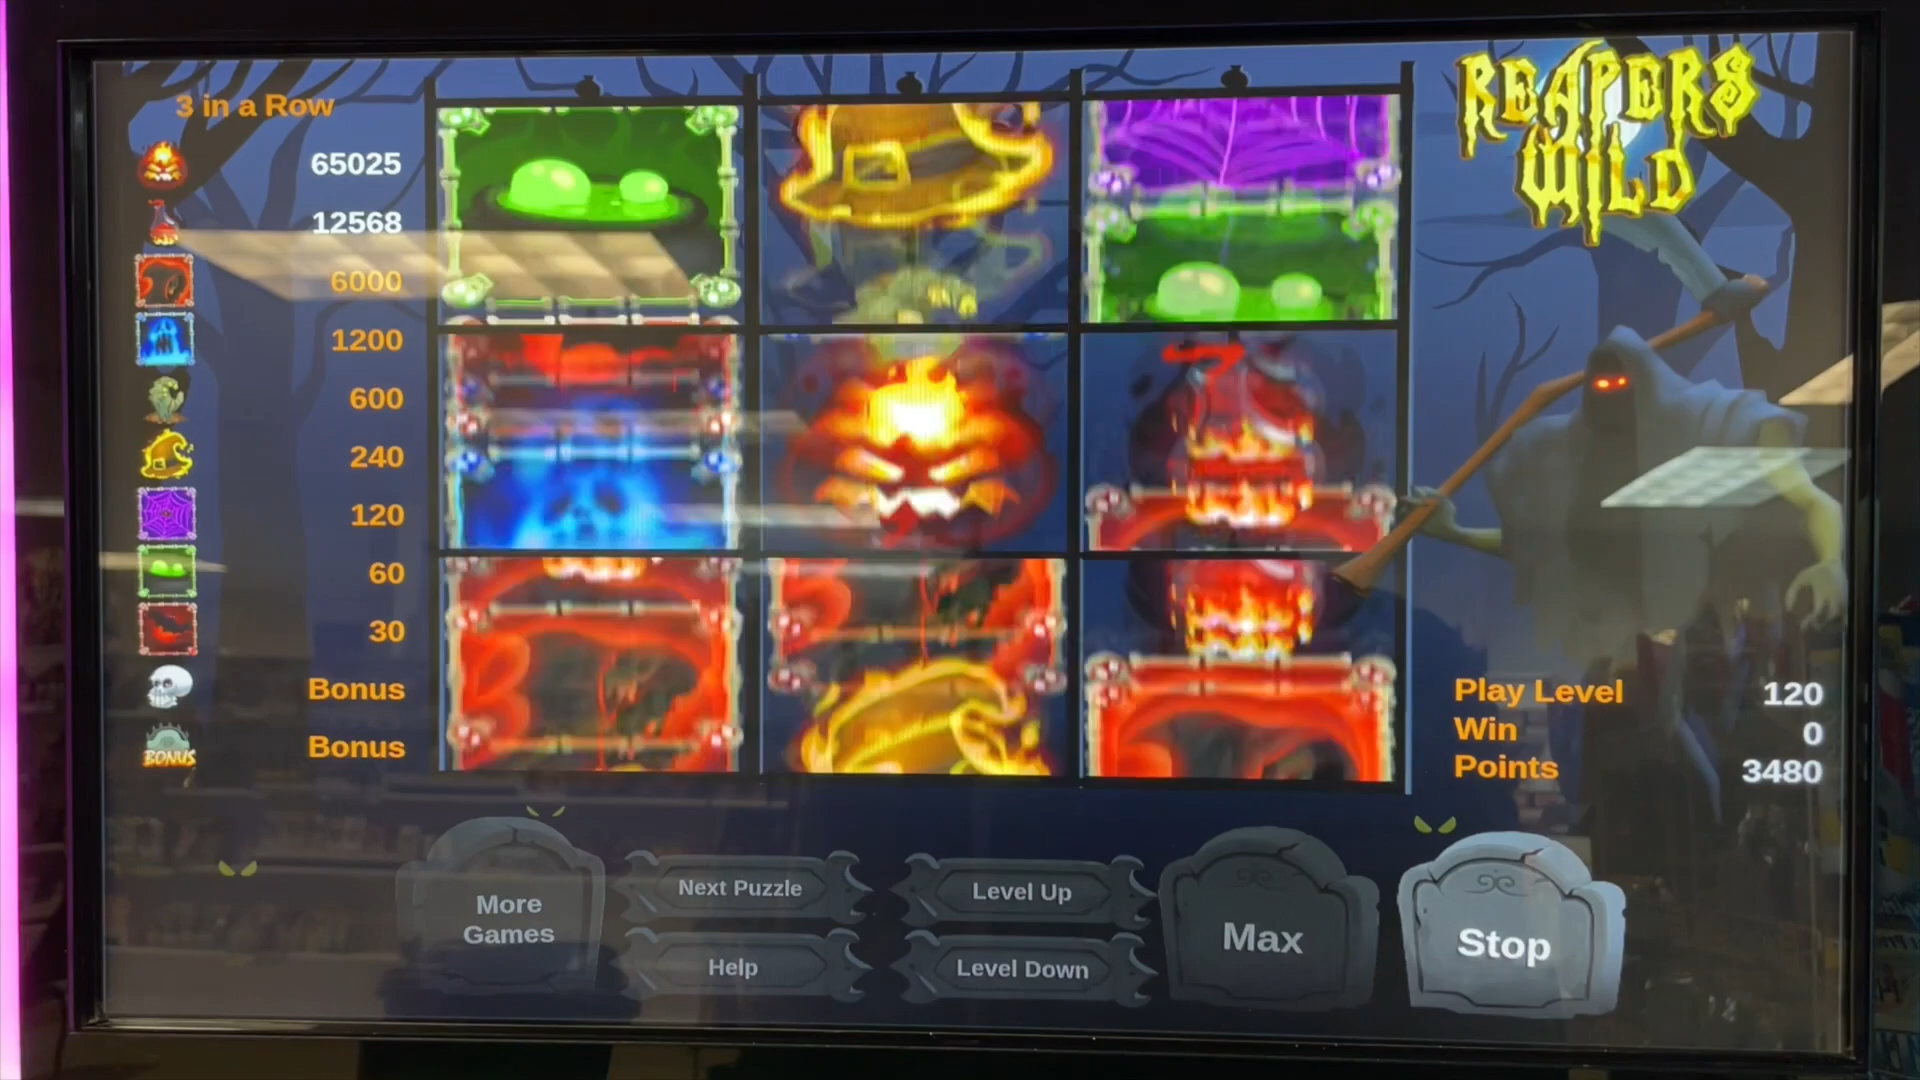 3 in a Row
65025
12568
6000
1200
600
240
120
60
30
Bonus
BONUS Bonus
REAPERS
WILD
Play Level 120
Win 0
Points 3480
More
Games
Next Puzzle
Help
Level Up
Level Down
Max
Stop